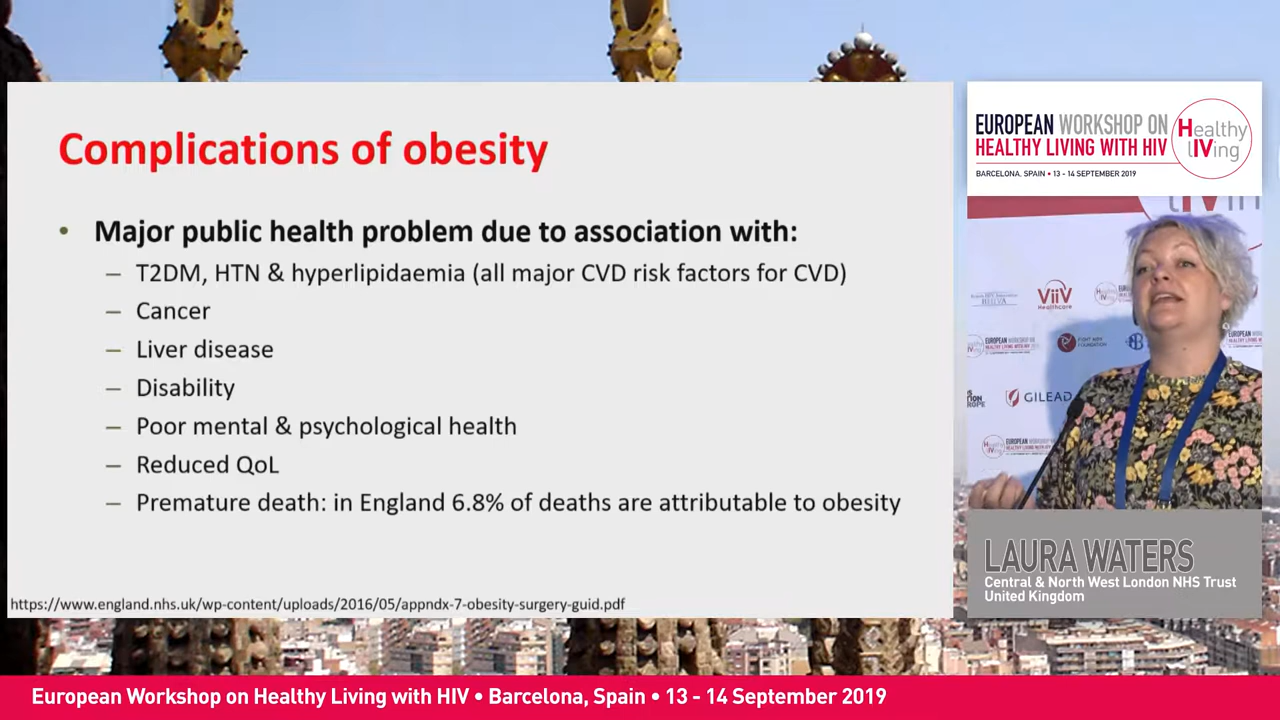 Complications of obesity
• Major public health problem due to association with:
– T2DM, HTN & hyperlipidaemia (all major CVD risk factors for CVD)
– Cancer
– Liver disease
– Disability
– Poor mental & psychological health
– Reduced QoL
– Premature death: in England 6.8% of deaths are attributable to obesity
https://www.england.nhs.uk/wp-content/uploads/2016/05/appndx-7-obesity-surgery-guid.pdf
EUROPEAN WORKSHOP ON
HEALTHY LIVING WITH HIV
Healthy
lIVing
BARCELONA, SPAIN • 13 - 14 SEPTEMBER 2019
ViiV
Healthcare
GILEAD
LAURA WATERS
Central & North West London NHS Trust
United Kingdom
European Workshop on Healthy Living with HIV • Barcelona, Spain • 13 - 14 September 2019